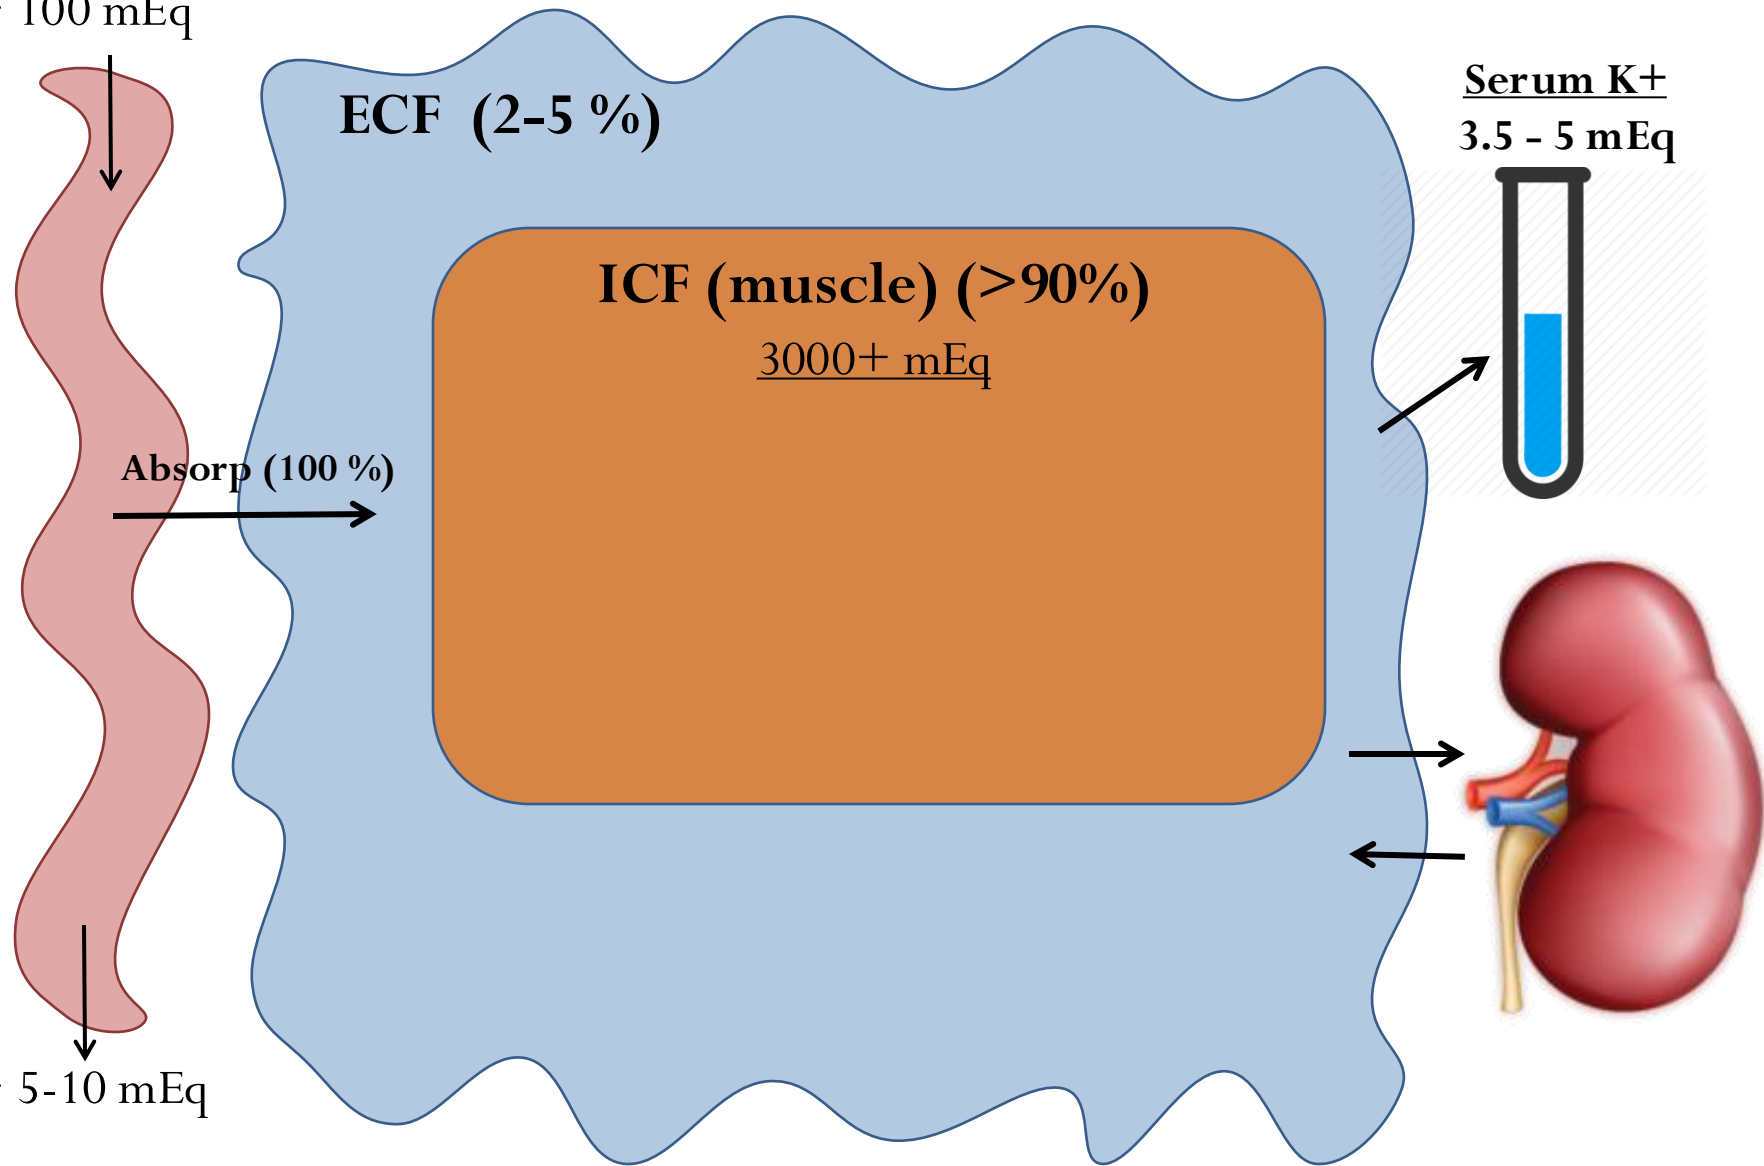 100 mEq
ECF (2-5 %)
Serum K+
3.5 - 5 mEq
ICF (muscle) (>90%)
3000+ mEq
Absorp (100 %)
5-10 mEq